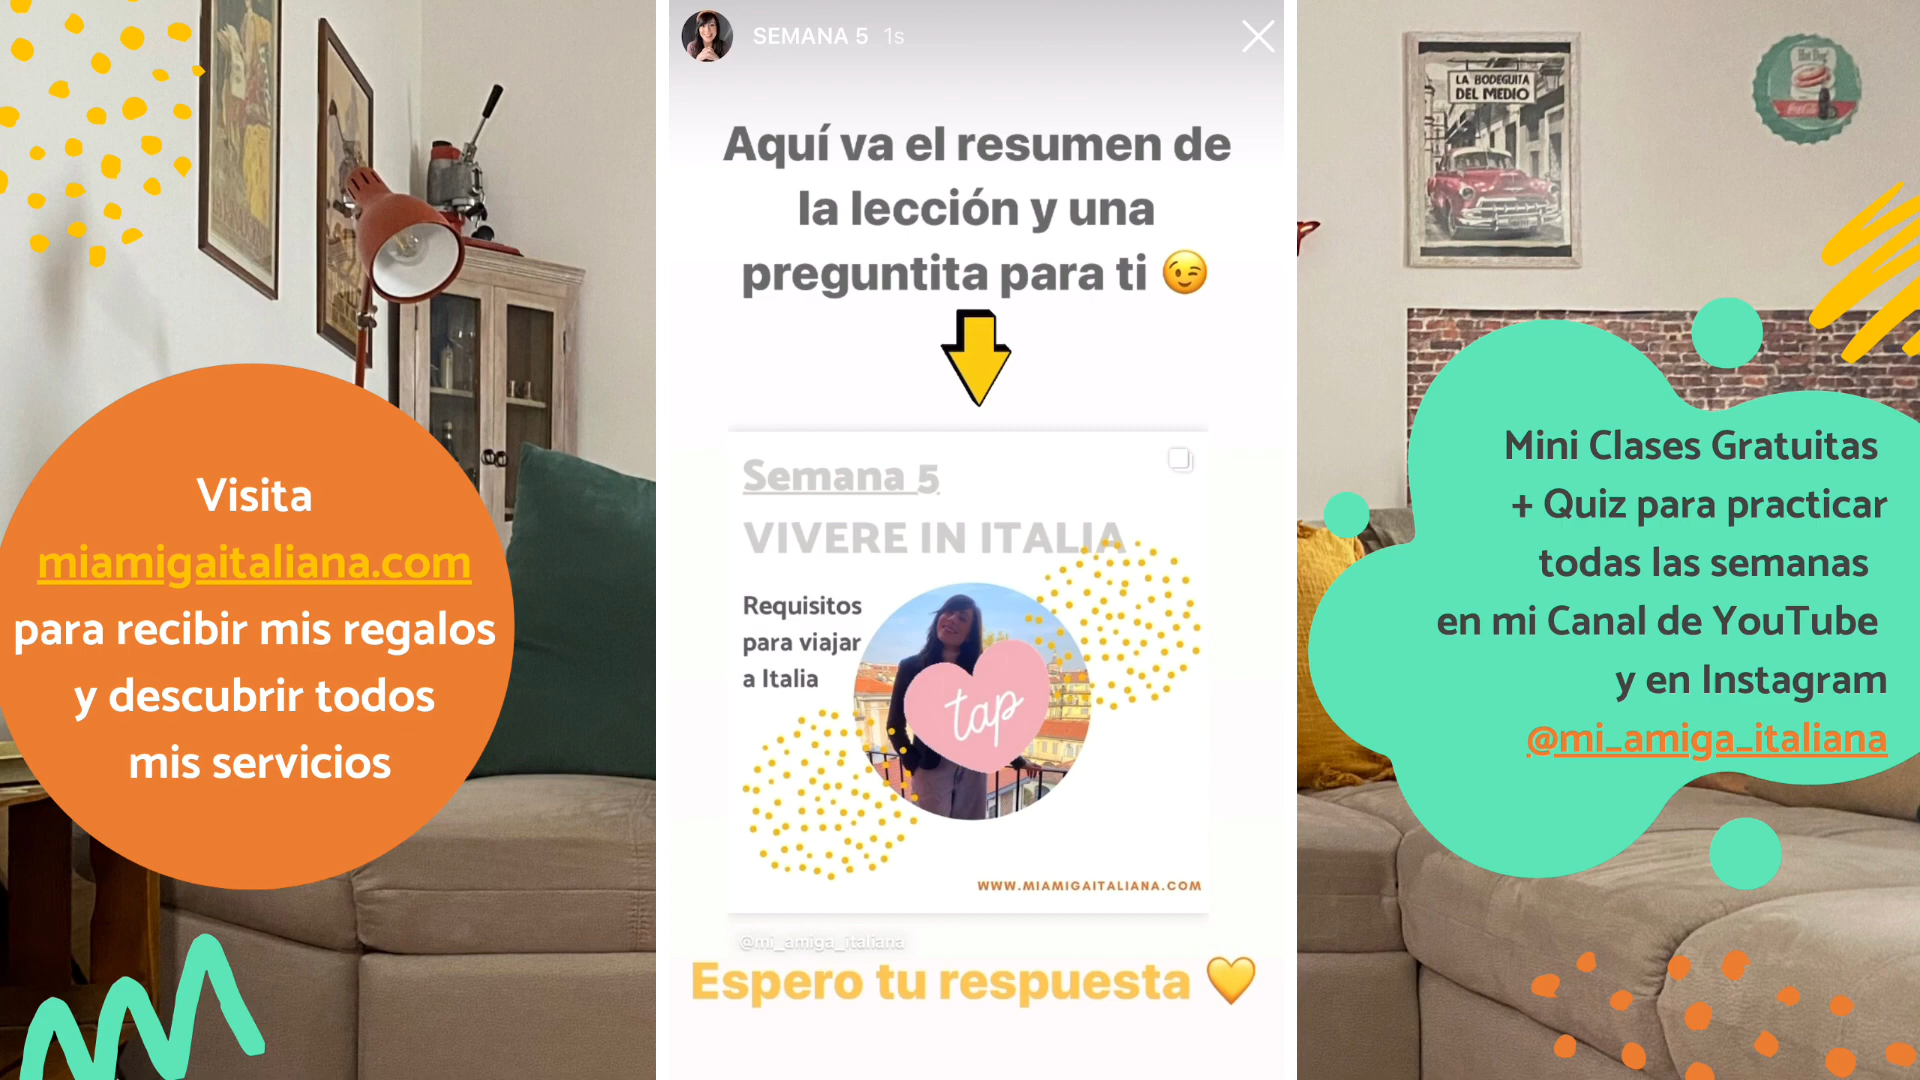 Visita
miamigaitaliana.com
para recibir mis regalos
y descubrir todos
mis servicios
SEMANA 5 1s
Aquí va el resumen de
la lección y una
preguntita para ti 😉
Semana 5
VIVERE IN ITALIA
Requisitos
para viajar
a Italia
tap
WWW.MIAMIGAITALIANA.COM
@mi_amiga_italiana
Espero tu respuesta 💛
LA BODEGUITA
DEL MEDIO
Mini Clases Gratuitas
+ Quiz para practicar
todas las semanas
en mi Canal de YouTube
y en Instagram
@mi_amiga_italiana